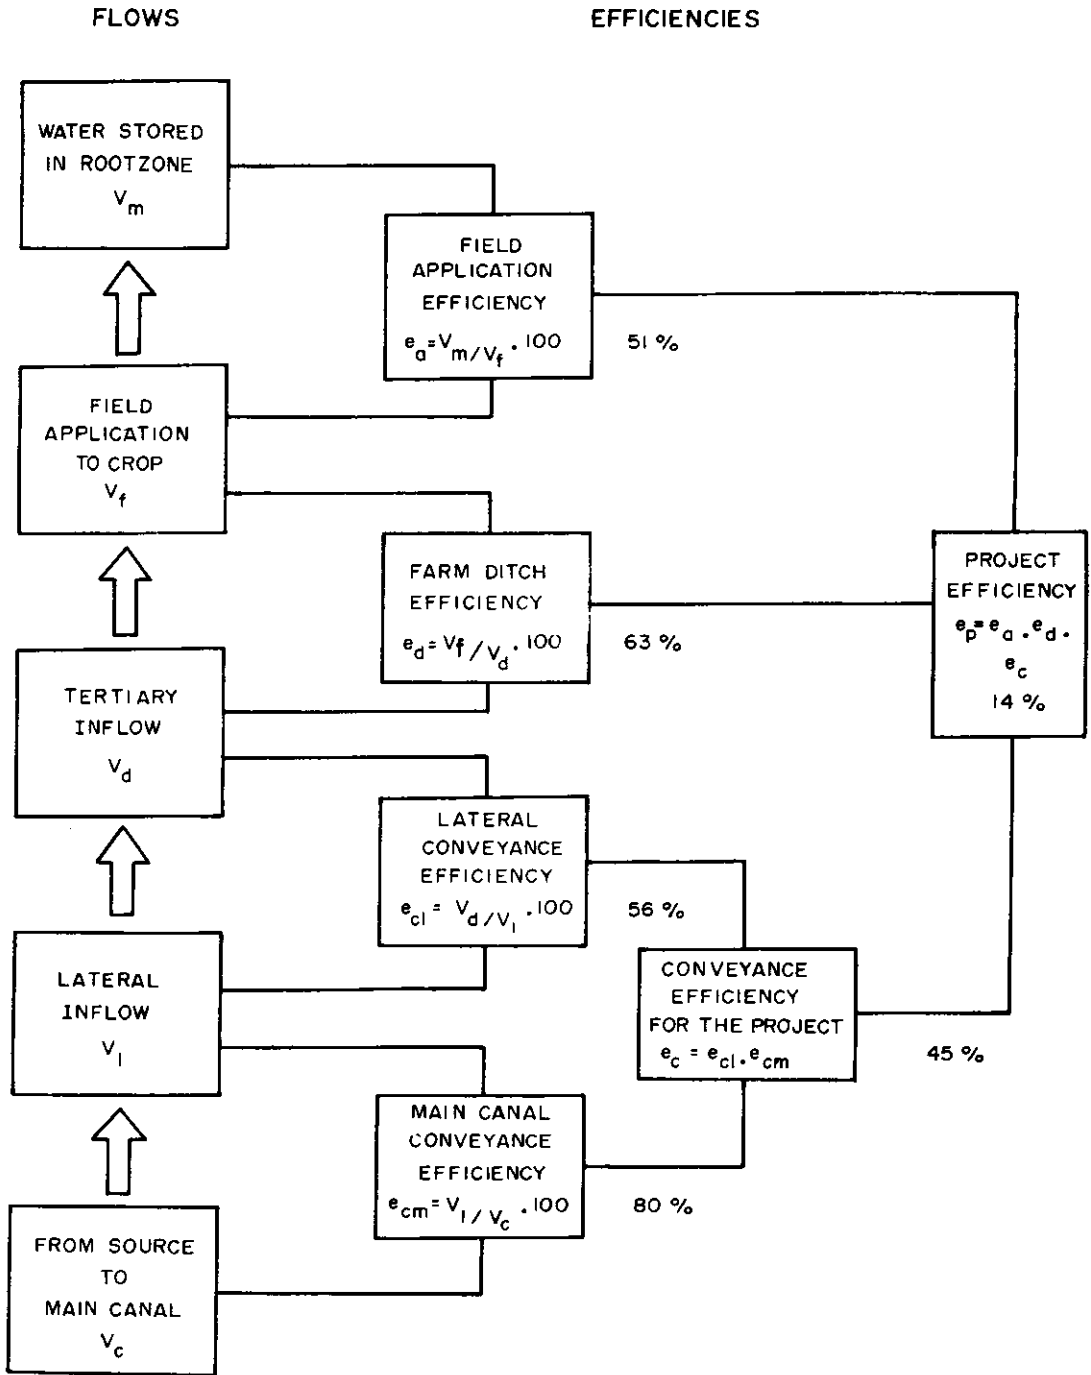 FLOWS
EFFICIENCIES
WATER STORED
IN ROOTZONE
Vm
FIELD
APPLICATION
EFFICIENCY
ea = Vm/Vf . 100
51 %
FIELD
APPLICATION
TO CROP
Vf
FARM DITCH
EFFICIENCY
ed = Vf/Vd . 100
63 %
PROJECT
EFFICIENCY
ep = ea . ed .
ec
14 %
TERTIARY
INFLOW
Vd
LATERAL
CONVEYANCE
EFFICIENCY
ecl = Vd/Vl . 100
56 %
LATERAL
INFLOW
Vl
CONVEYANCE
EFFICIENCY
FOR THE PROJECT
ec = ecl . ecm
45 %
MAIN CANAL
CONVEYANCE
EFFICIENCY
ecm = Vl/Vc . 100
80 %
FROM SOURCE
TO
MAIN CANAL
Vc